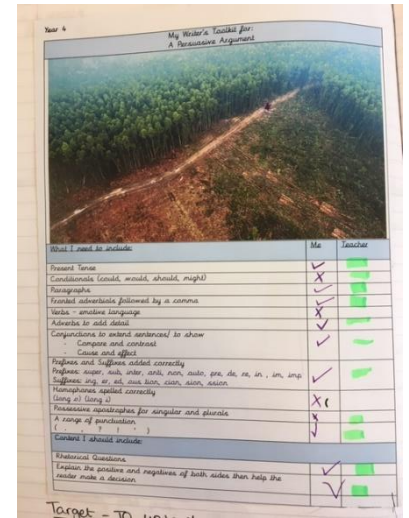 Year 4
My Writer's Toolkit for:
A Persuasive Argument
What I need to include: Me Teacher
Present Tense
Conditionals (could, would, should, might)
Paragraphs
Fronted adverbials followed by a comma
Verbs - emotive language
Adverbs to add detail
Conjunctions to extend sentences/ to show
- Compare and contrast
- Cause and effect
Prefixes and Suffixes added correctly
Prefixes: super, sub, inter, anti, non, auto, pre, de, re, in , im, imp;
Suffixes: ing, er, ed, ous tion, cian, sion, ssion
Homophones spelled correctly
(long a) (long i)
Possessive apostrophes for singular and plurals
A range of punctuation
Content I should include:
Rhetorical Questions
Explain the positive and negatives of both sides then help the
reader make a decision
Target - To